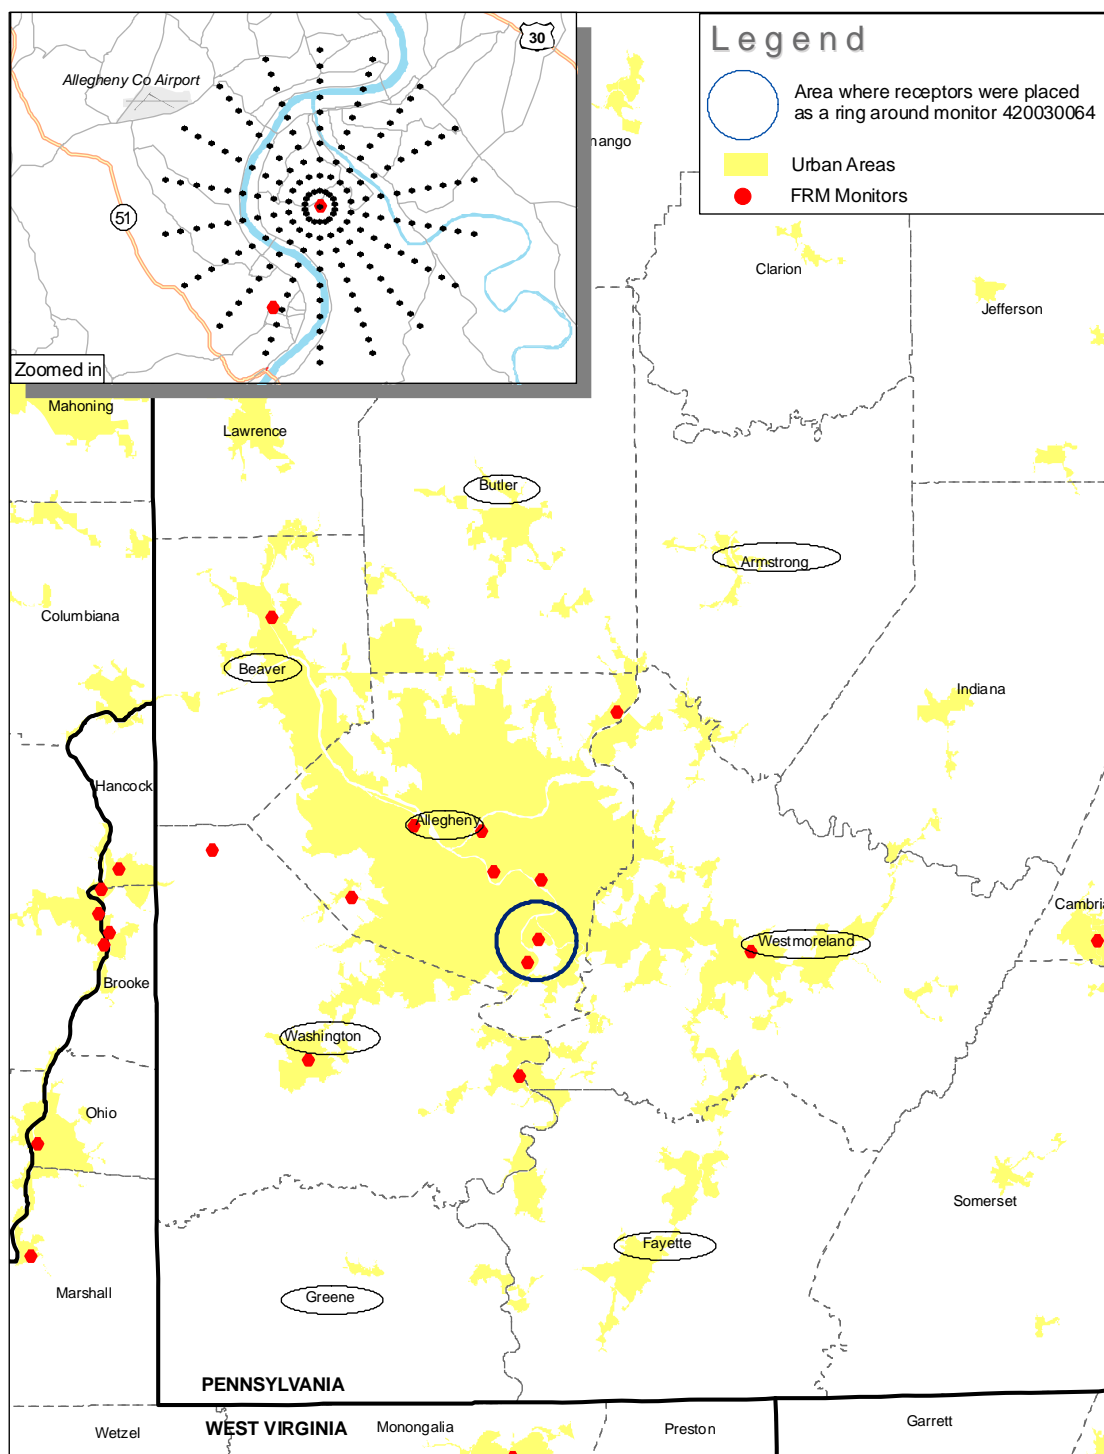 Legend
Area where receptors were placed
as a ring around monitor 420030064
Urban Areas
FRM Monitors
30
Allegheny Co Airport
51
Zoomed in
nango
Clarion
Jefferson
Mahoning
Lawrence
Butler
Armstrong
Columbiana
Beaver
Indiana
Hancock
Allegheny
Cambria
Westmoreland
Brooke
Washington
Ohio
Somerset
Fayette
Marshall
Greene
PENNSYLVANIA
WEST VIRGINIA
Wetzel
Monongalia
Preston
Garrett